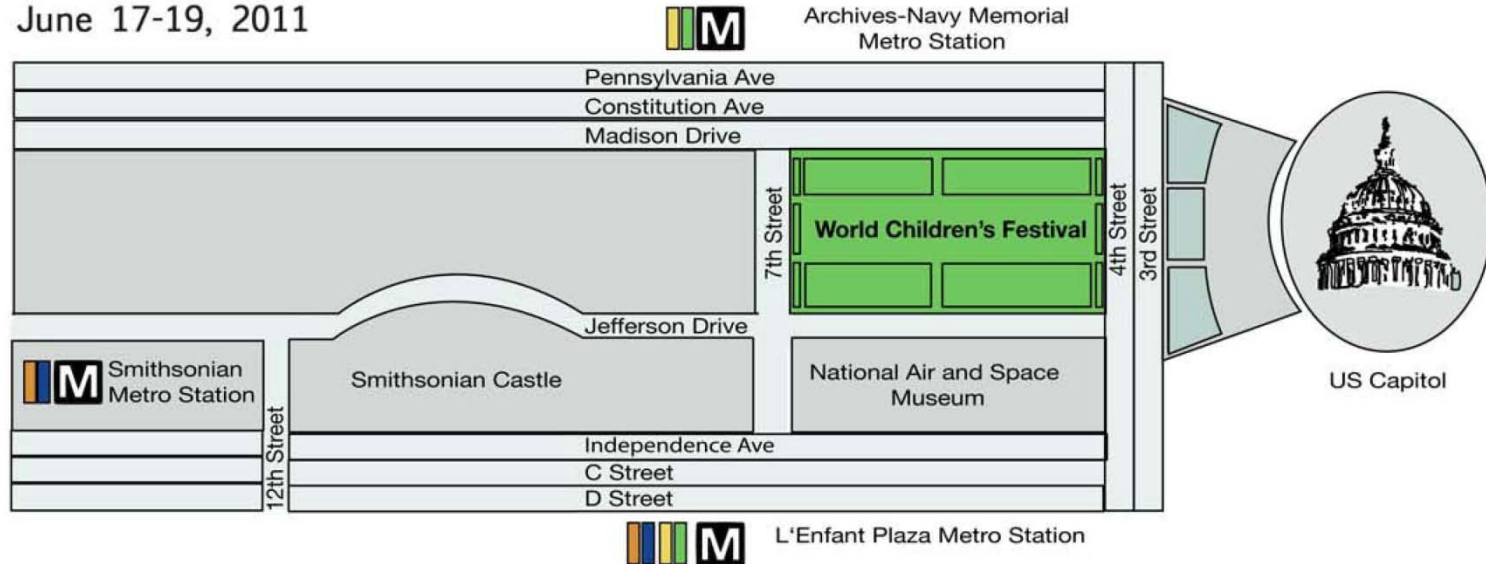 June 17-19, 2011
M
Archives-Navy Memorial
Metro Station
Pennsylvania Ave
Constitution Ave
Madison Drive
7th Street
World Children's Festival
4th Street
3rd Street
Jefferson Drive
M
Smithsonian
Metro Station
12th Street
Smithsonian Castle
National Air and Space
Museum
US Capitol
Independence Ave
C Street
D Street
M
L'Enfant Plaza Metro Station